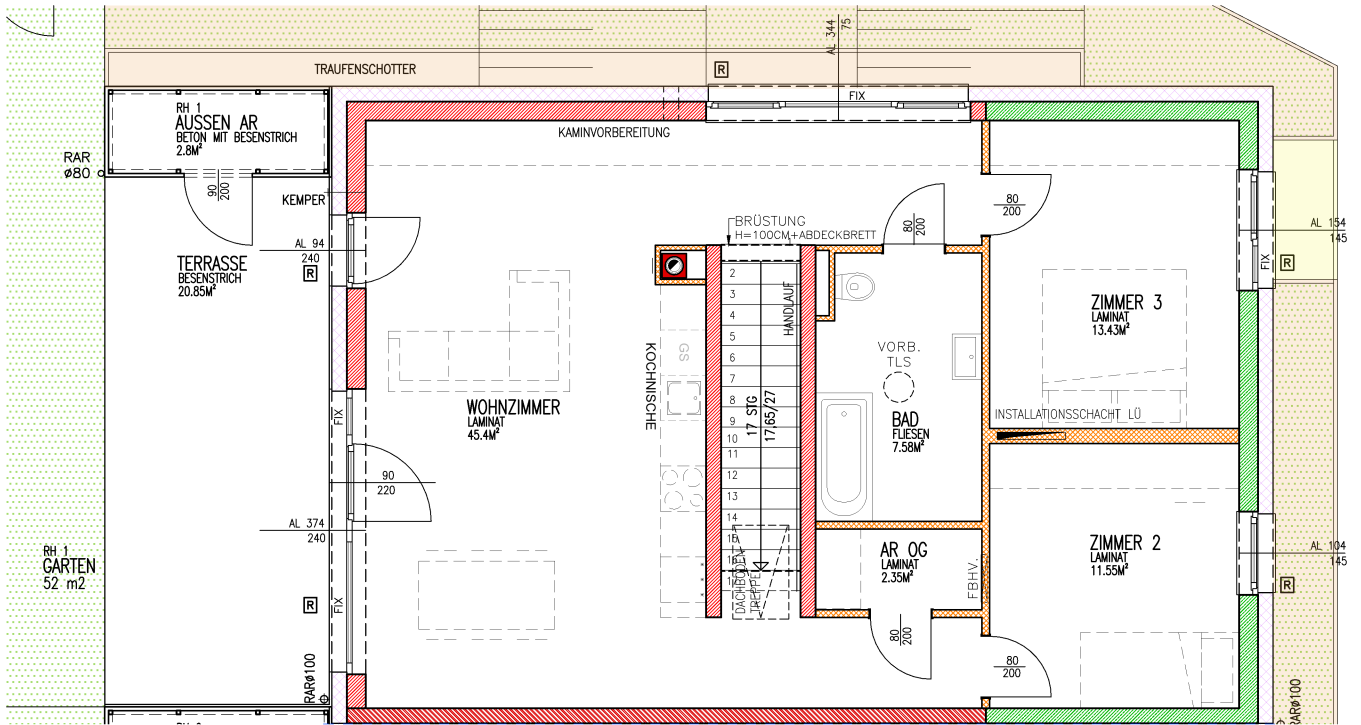 TRAUFENSCHOTTER
R
AL 344
75
FIX
RH 1
AUSSEN AR
BETON MIT BESENSTRICH
2.8M²
RAR
ø80
90
200
KEMPER
KAMINVORBEREITUNG
AL 94
240
R
TERRASSE
BESENSTRICH
20.85M²
BRÜSTUNG
H=100CM+ABDECKBRETT
80
200
80
200
AL 154
145
FIX
R
ZIMMER 3
LAMINAT
13.43M²
2
3
4
5
6
7
8
9
10
11
12
13
14
15
16
HANDLAUF
17 STG
17,65/27
GS
KOCHNISCHE
VORB.
TLS
WOHNZIMMER
LAMINAT
45.4M²
BAD
FLIESEN
7.58M²
INSTALLATIONSSCHACHT LÜ
FIX
90
220
AL 374
240
RH 1
GARTEN
52 m2
R
FIX
AR OG
LAMINAT
2.35M²
FBHV.
DACHBODEN-
TREPPE
ZIMMER 2
LAMINAT
11.55M²
AL 104
145
R
80
200
80
200
RARø100
RARø100